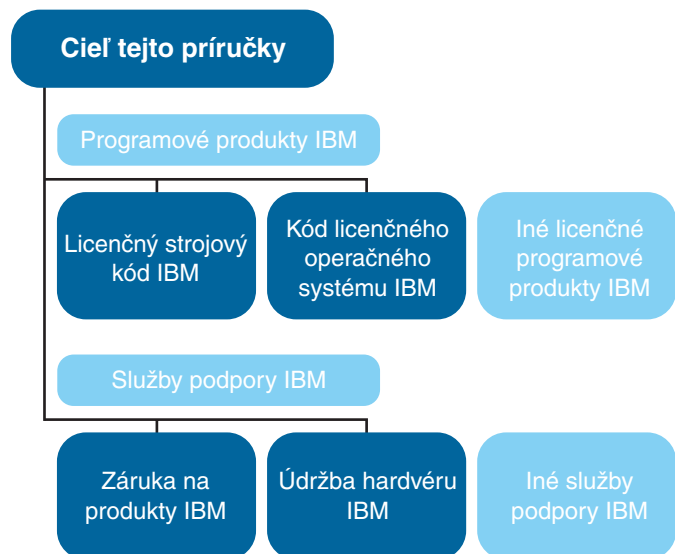 Cieľ tejto príručky
Programové produkty IBM
Licenčný strojový
kód IBM
Kód licenčného
operačného
systému IBM
Iné licenčné
programové
produkty IBM
Služby podpory IBM
Záruka na
produkty IBM
Údržba hardvéru
IBM
Iné služby
podpory IBM